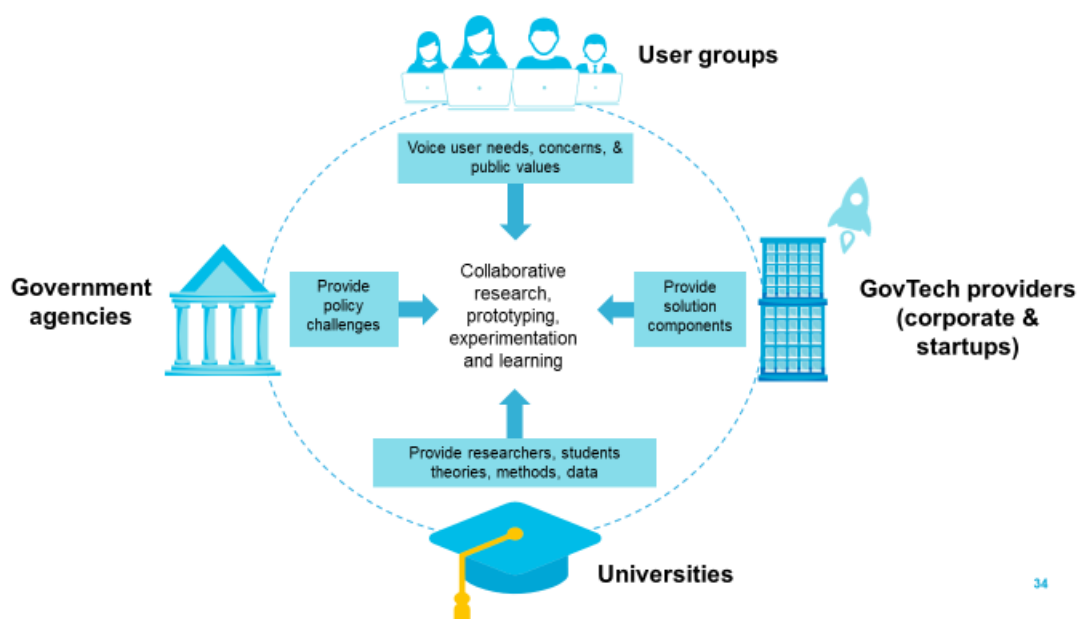 User groups
Voice user needs, concerns, &
public values
Government
agencies
Provide
policy
challenges
Collaborative
research,
prototyping,
experimentation
and learning
Provide
solution
components
GovTech providers
(corporate &
startups)
Provide researchers, students
theories, methods, data
Universities
34